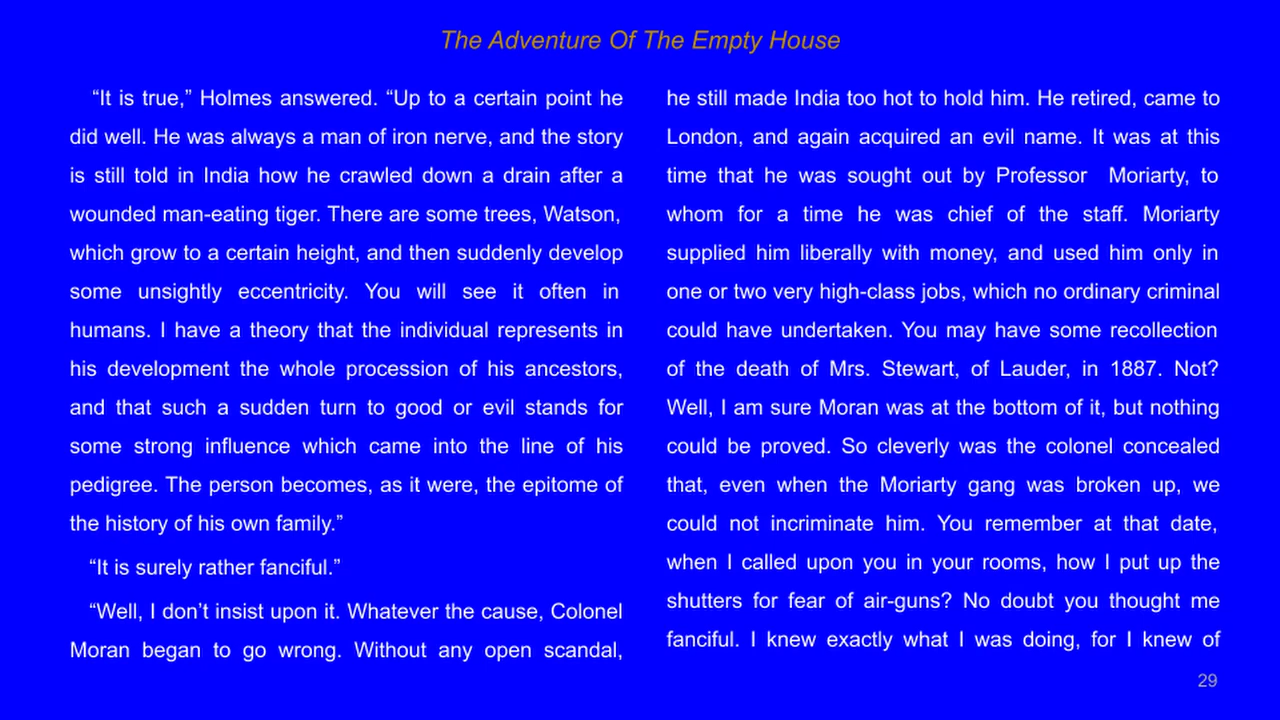 The Adventure Of The Empty House
“It is true,” Holmes answered. “Up to a certain point he
did well. He was always a man of iron nerve, and the story
is still told in India how he crawled down a drain after a
wounded man-eating tiger. There are some trees, Watson,
which grow to a certain height, and then suddenly develop
some unsightly eccentricity. You will see it often in
humans. I have a theory that the individual represents in
his development the whole procession of his ancestors,
and that such a sudden turn to good or evil stands for
some strong influence which came into the line of his
pedigree. The person becomes, as it were, the epitome of
the history of his own family.”
“It is surely rather fanciful.”
“Well, I don’t insist upon it. Whatever the cause, Colonel
Moran began to go wrong. Without any open scandal,
he still made India too hot to hold him. He retired, came to
London, and again acquired an evil name. It was at this
time that he was sought out by Professor Moriarty, to
whom for a time he was chief of the staff. Moriarty
supplied him liberally with money, and used him only in
one or two very high-class jobs, which no ordinary criminal
could have undertaken. You may have some recollection
of the death of Mrs. Stewart, of Lauder, in 1887. Not?
Well, I am sure Moran was at the bottom of it, but nothing
could be proved. So cleverly was the colonel concealed
that, even when the Moriarty gang was broken up, we
could not incriminate him. You remember at that date,
when I called upon you in your rooms, how I put up the
shutters for fear of air-guns? No doubt you thought me
fanciful. I knew exactly what I was doing, for I knew of
29